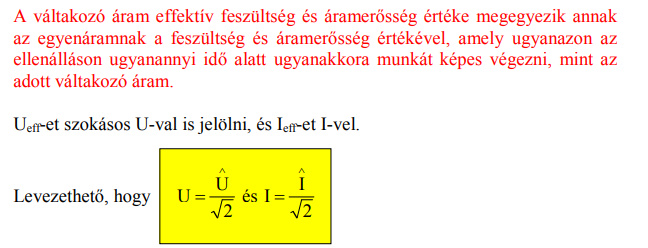 A váltakozó áram effektív feszültség és áramerősség értéke megegyezik annak
az egyenáramnak a feszültség és áramerősség értékével, amely ugyanazon az
ellenálláson ugyanannyi idő alatt ugyanakkora munkát képes végezni, mint az
adott váltakozó áram.
Ueff-et szokásos U-val is jelölni, és Ieff-et I-vel.
Levezethető, hogy U = Û/√2 és I = Î/√2